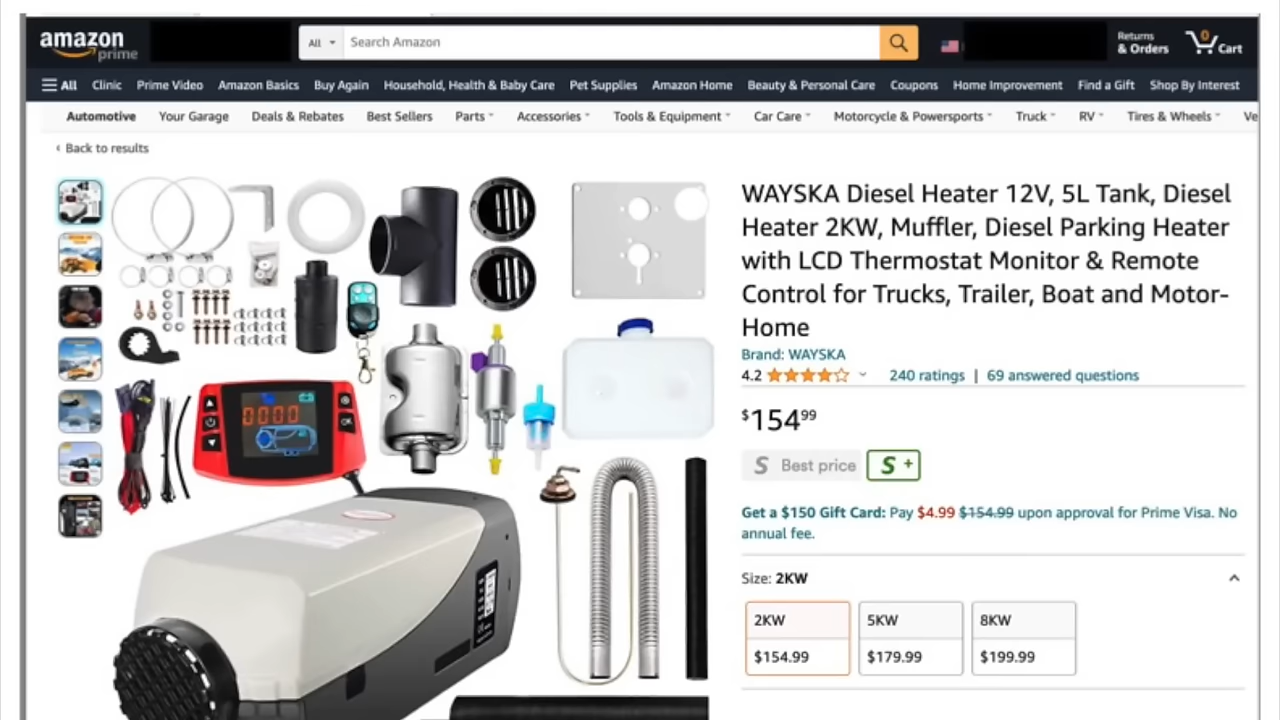 amazon
prime
All
Search Amazon
Returns
& Orders
0
Cart
All
Clinic
Prime Video
Amazon Basics
Buy Again
Household, Health & Baby Care
Pet Supplies
Amazon Home
Beauty & Personal Care
Coupons
Home Improvement
Find a Gift
Shop By Interest
Automotive
Your Garage
Deals & Rebates
Best Sellers
Parts
Accessories
Tools & Equipment
Car Care
Motorcycle & Powersports
Truck
RV
Tires & Wheels
Ve
‹ Back to results
WAYSKA Diesel Heater 12V, 5L Tank, Diesel
Heater 2KW, Muffler, Diesel Parking Heater
with LCD Thermostat Monitor & Remote
Control for Trucks, Trailer, Boat and Motor-
Home
Brand: WAYSKA
4.2
240 ratings | 69 answered questions
$15499
S Best price
S +
Get a $150 Gift Card: Pay $4.99 $154.99 upon approval for Prime Visa. No
annual fee.
Size: 2KW
2KW
5KW
8KW
$154.99
$179.99
$199.99
0000
OK